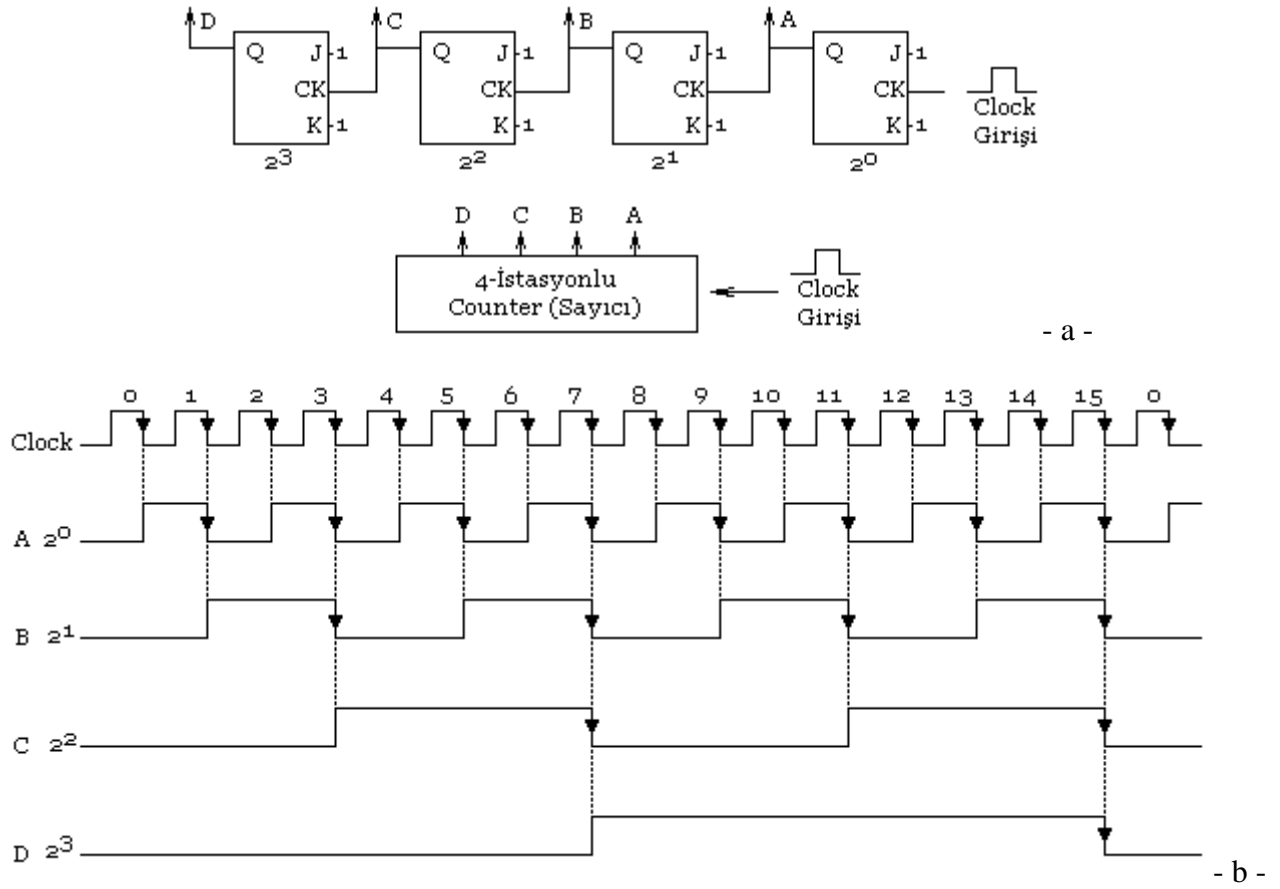 D C B A
Q J 1 Q J 1 Q J 1 Q J 1
CK CK CK CK
K 1 K 1 K 1 K 1
Clock
Girişi
2³ 2² 2¹ 2⁰
D C B A
4-İstasyonlu
Counter (Sayıcı)
Clock
Girişi
- a -
0 1 2 3 4 5 6 7 8 9 10 11 12 13 14 15 0
Clock
A 2⁰
B 2¹
C 2²
D 2³
- b -